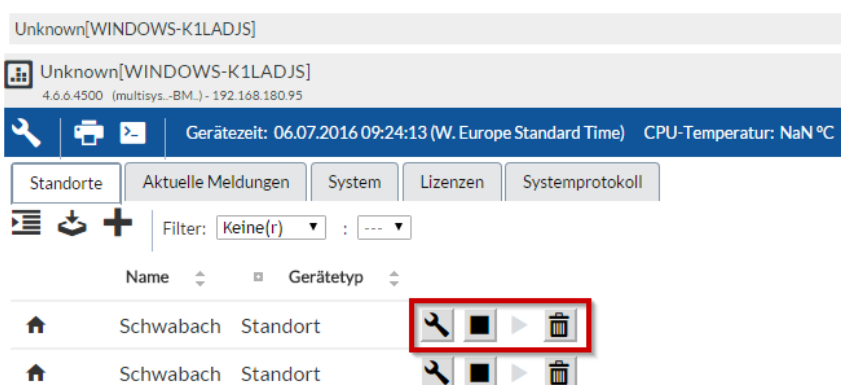 Unknown[WINDOWS-K1LADJS]
Unknown[WINDOWS-K1LADJS]
4.6.6.4500 (multisys..-BM..) - 192.168.180.95
Gerätezeit: 06.07.2016 09:24:13 (W. Europe Standard Time) CPU-Temperatur: NaN ºC
Standorte Aktuelle Meldungen System Lizenzen Systemprotokoll
Filter: Keine(r) : ---
Name Gerätetyp
Schwabach Standort
Schwabach Standort